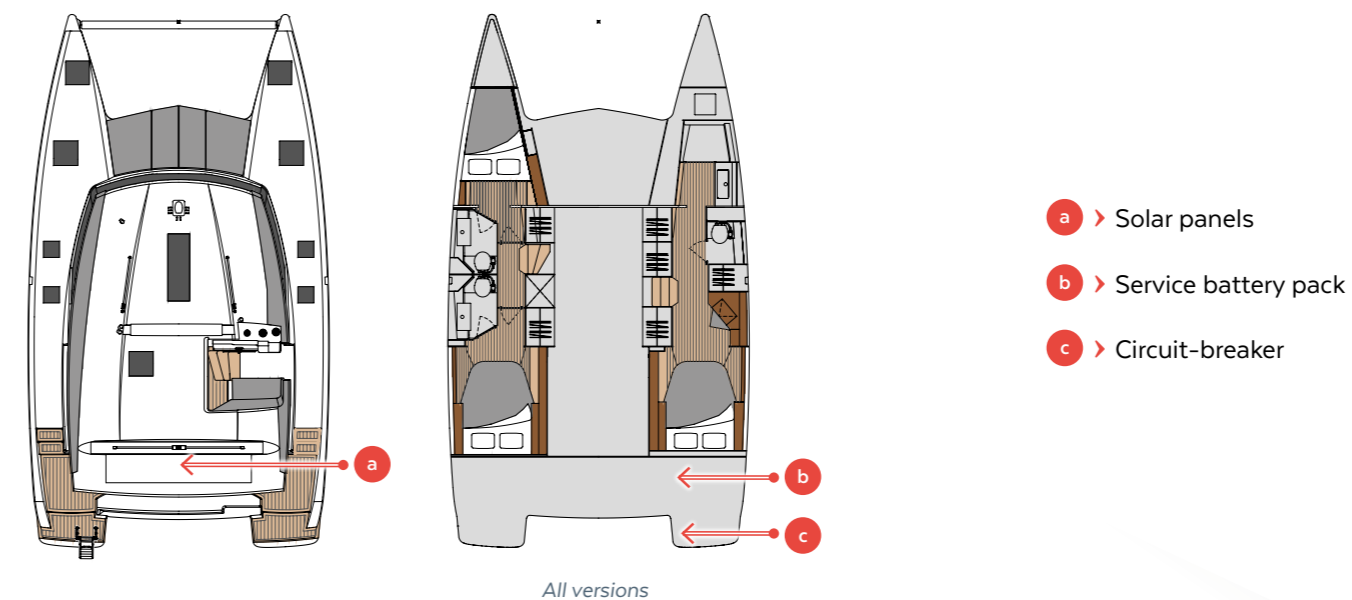 a
b
c
All versions
a › Solar panels
b › Service battery pack
c › Circuit-breaker